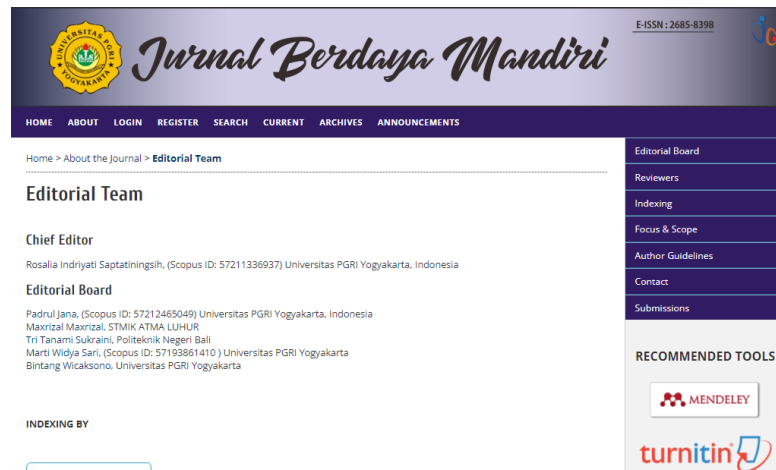 UNIVERSITAS PGRI
YOGYAKARTA
Jurnal Berdaya Mandiri
E-ISSN : 2685-8398
HOME ABOUT LOGIN REGISTER SEARCH CURRENT ARCHIVES ANNOUNCEMENTS
Home > About the Journal > Editorial Team
Editorial Team
Chief Editor
Rosalia Indriyati Saptatiningsih, (Scopus ID: 57211336937) Universitas PGRI Yogyakarta, Indonesia
Editorial Board
Padrul Jana, (Scopus ID: 57212465049) Universitas PGRI Yogyakarta, Indonesia
Maxrizal Maxrizal, STMIK ATMA LUHUR
Tri Tanami Sukraini, Politeknik Negeri Bali
Marti Widya Sari, (Scopus ID: 57193861410 ) Universitas PGRI Yogyakarta
Bintang Wicaksono, Universitas PGRI Yogyakarta
INDEXING BY
Editorial Board
Reviewers
Indexing
Focus & Scope
Author Guidelines
Contact
Submissions
RECOMMENDED TOOLS
MENDELEY
turnitin